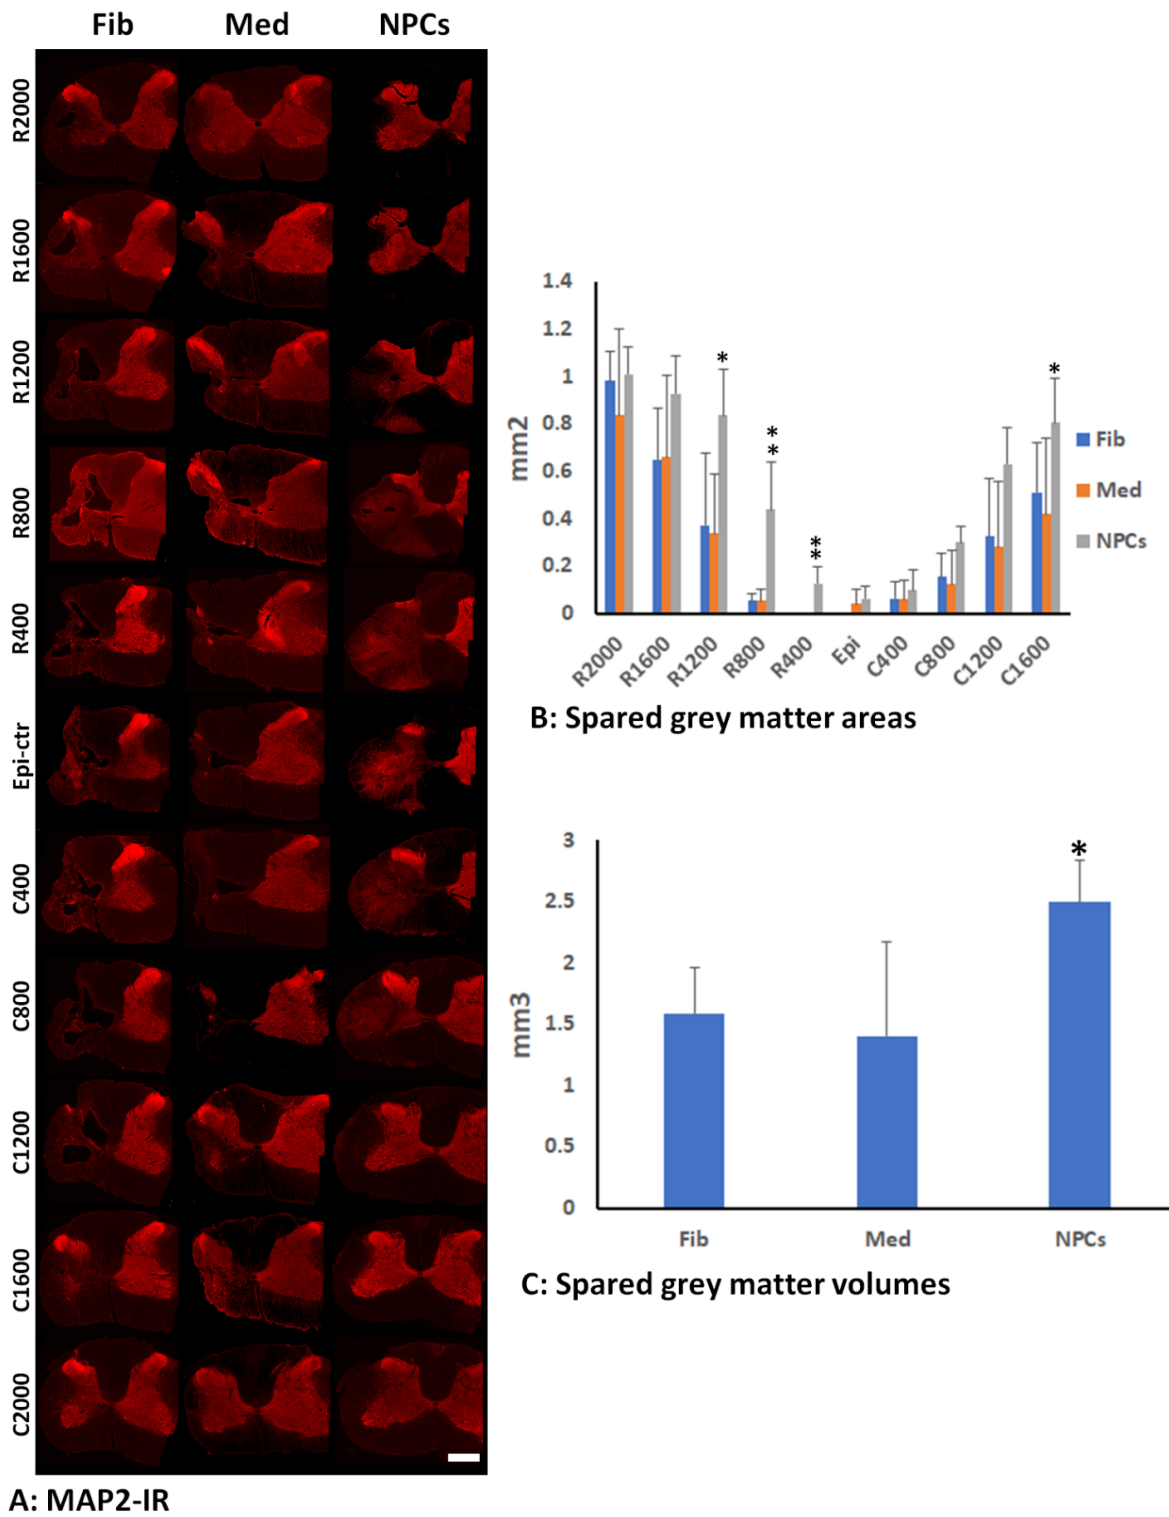 Fib Med NPCs
R2000
R1600
R1200
R800
R400
Epi-ctr
C400
C800
C1200
C1600
C2000
A: MAP2-IR
1.4
1.2
1
0.8
0.6
0.4
0.2
0
mm2
*
**
**
*
Fib
Med
NPCs
R2000 R1600 R1200 R800 R400 Epi C400 C800 C1200 C1600
B: Spared grey matter areas
3
2.5
2
1.5
1
0.5
0
mm3
*
Fib Med NPCs
C: Spared grey matter volumes